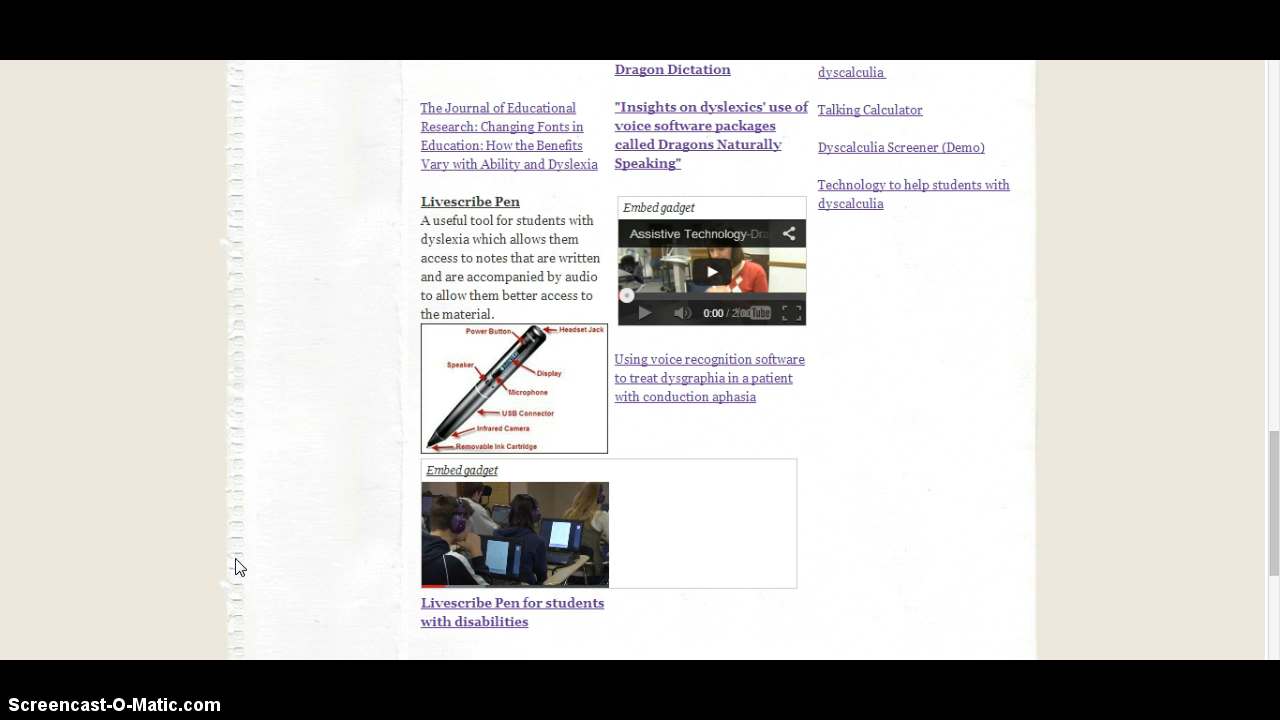 The Journal of Educational
Research: Changing Fonts in
Education: How the Benefits
Vary with Ability and Dyslexia
Livescribe Pen
A useful tool for students with
dyslexia which allows them
access to notes that are written
and are accompanied by audio
to allow them better access to
the material.
Power Button
Headset Jack
Speaker
Display
Microphone
USB Connector
Infrared Camera
Removable Ink Cartridge
Embed gadget
Livescribe Pen for students
with disabilities
Dragon Dictation
"Insights on dyslexics' use of
voice software packages
called Dragons Naturally
Speaking"
Embed gadget
Assistive Technology-Dra
0:00 / 2
YouTube
Using voice recognition software
to treat dysgraphia in a patient
with conduction aphasia
dyscalculia
Talking Calculator
Dyscalculia Screener (Demo)
Technology to help students with
dyscalculia
Screencast-O-Matic.com